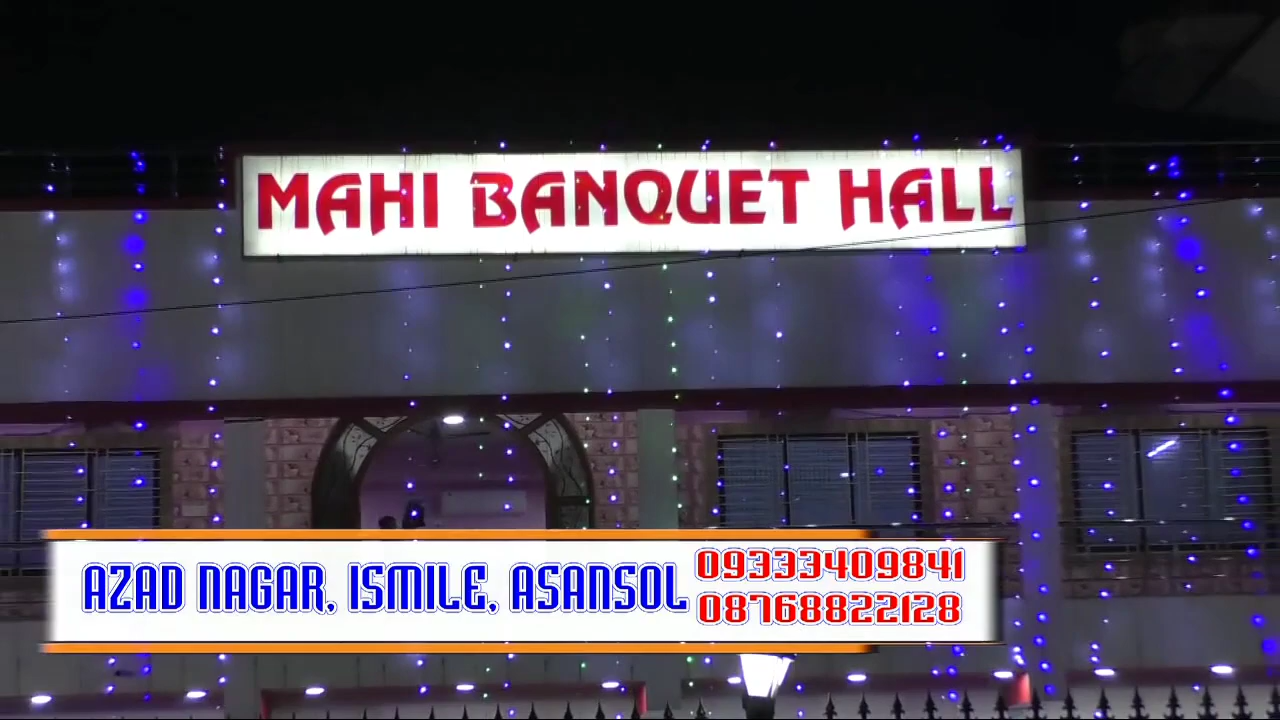 MAHI BANQUET HALL
AZAD NAGAR, ISMILE, ASANSOL
09333409841
08768822128